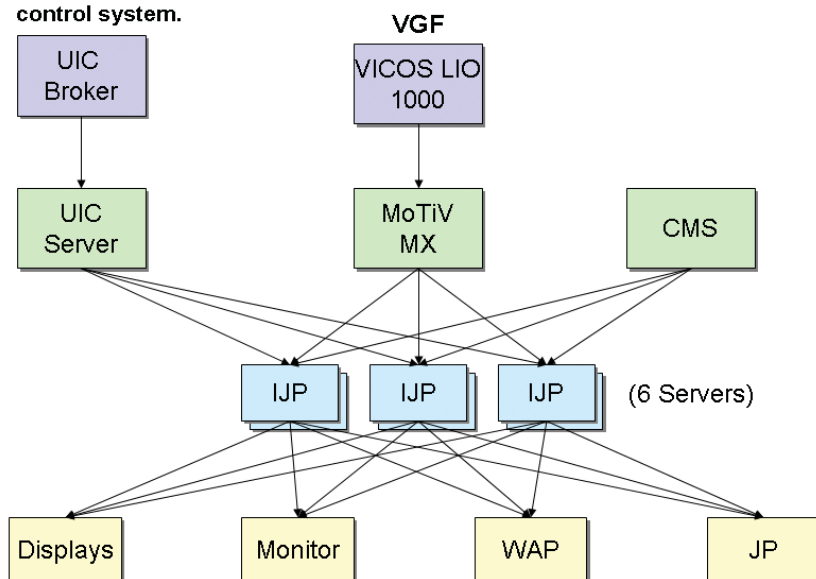 control system.
VGF
UIC
Broker
VICOS LIO
1000
UIC
Server
MoTiV
MX
CMS
IJP
IJP
IJP
(6 Servers)
Displays
Monitor
WAP
JP